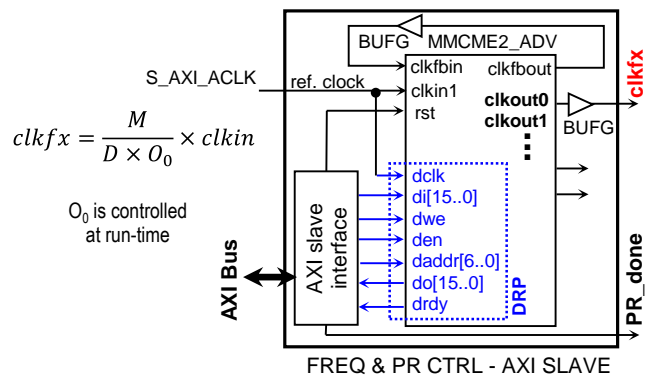 BUFG
MMCME2_ADV
clkfbin
clkfbout
clkfx
S_AXI_ACLK
ref. clock
clkin1
rst
clkout0
clkout1
BUFG
clkfx = M / (D × O₀) × clkin
O₀ is controlled
at run-time
dclk
di[15..0]
dwe
den
daddr[6..0]
do[15..0]
drdy
DRP
AXI slave
interface
AXI Bus
PR_done
FREQ & PR CTRL - AXI SLAVE